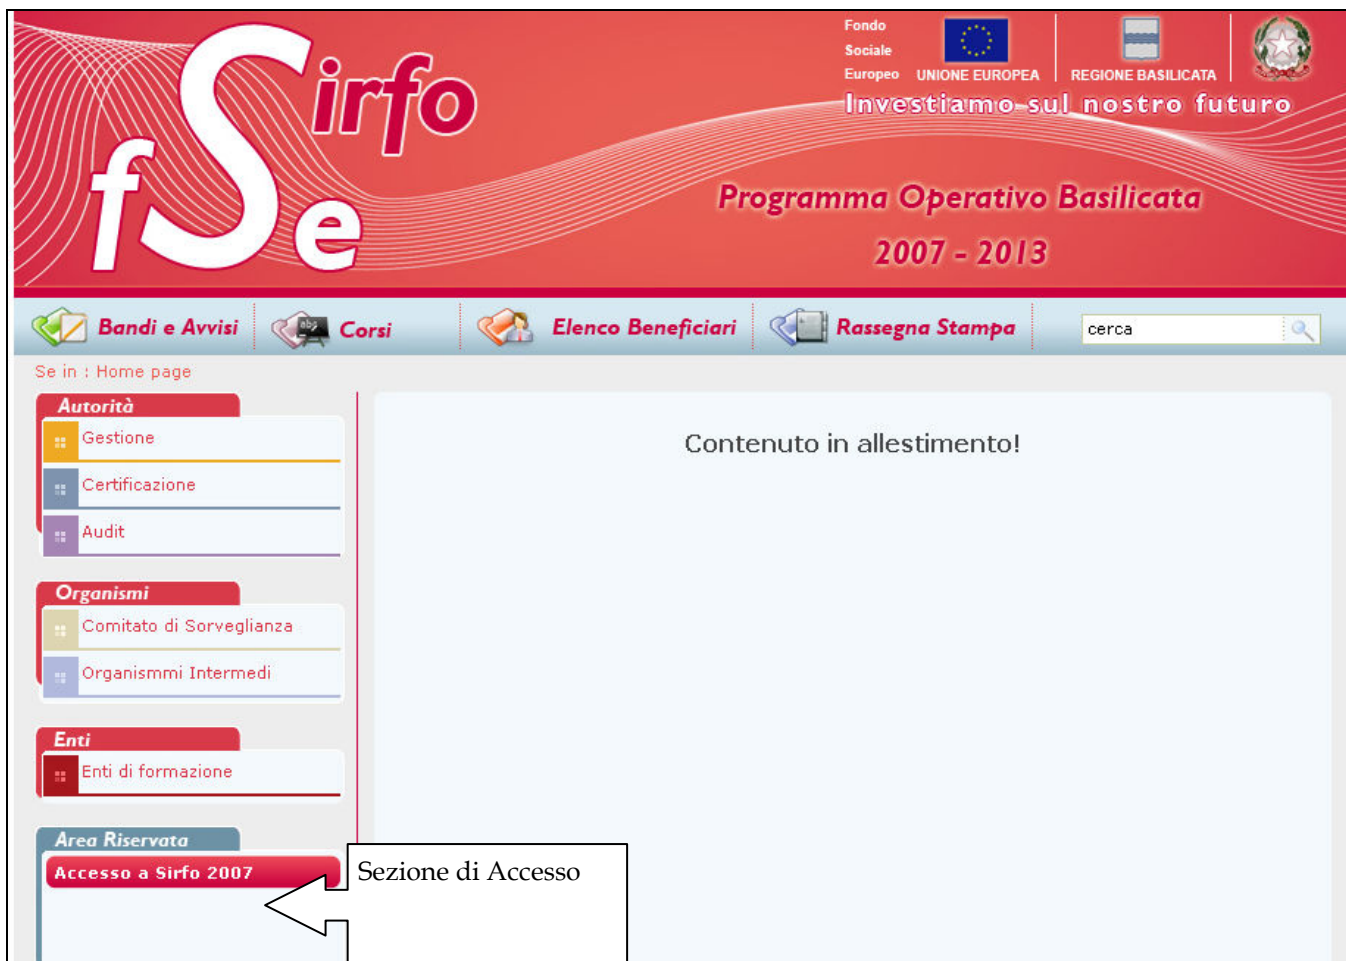 Sirfo
fSe
Fondo
Sociale
Europeo
UNIONE EUROPEA
REGIONE BASILICATA
Investiamo sul nostro futuro
Programma Operativo Basilicata
2007 - 2013
Bandi e Avvisi
abc
Corsi
Elenco Beneficiari
Rassegna Stampa
cerca
Se in : Home page
Autorità
Gestione
Certificazione
Audit
Contenuto in allestimento!
Organismi
Comitato di Sorveglianza
Organismmi Intermedi
Enti
Enti di formazione
Area Riservata
Accesso a Sirfo 2007
Sezione di Accesso